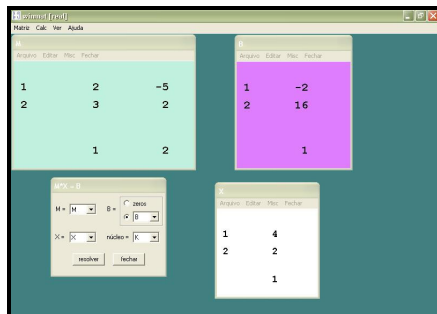 winmat [real]
Matriz Calc Ver Ajuda
M
Arquivo Editar Misc Fechar
1 2 -5
2 3 2
1 2
B
Arquivo Editar Misc Fechar
1 -2
2 16
1
M*X = B
M = M B = zeros
B
X = X núcleo = K
resolver fechar
X
Arquivo Editar Misc Fechar
1 4
2 2
1